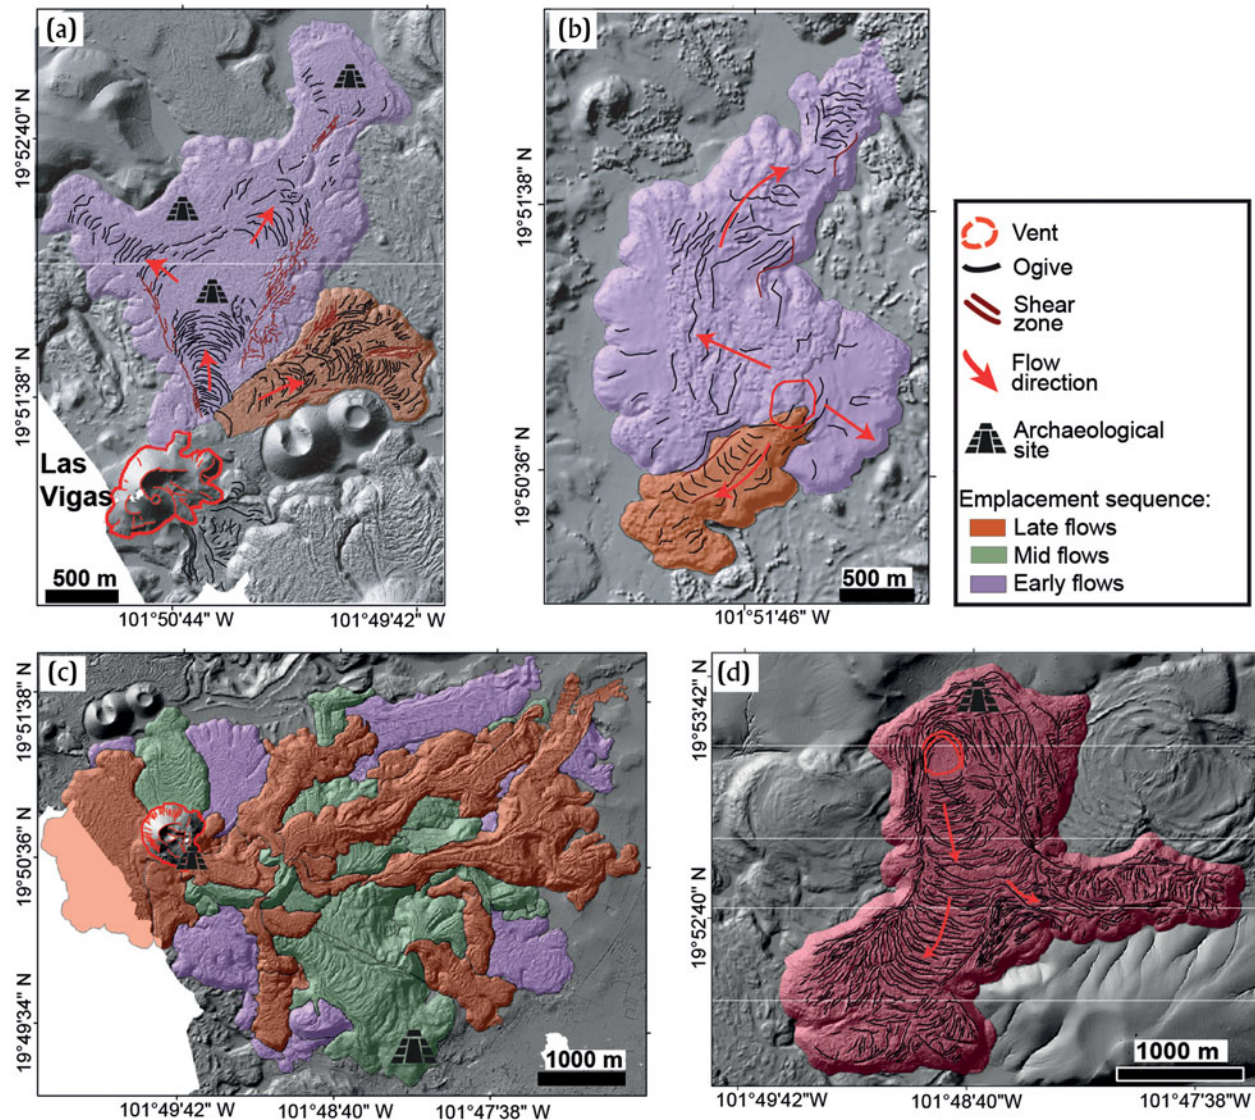 (a)
19°52'40" N
19°51'38" N
Las
Vigas
500 m
101°50'44" W
101°49'42" W
(b)
19°51'38" N
19°50'36" N
500 m
101°51'46" W
Vent
Ogive
Shear
zone
Flow
direction
Archaeological
site
Emplacement sequence:
Late flows
Mid flows
Early flows
(c)
19°51'38" N
19°50'36" N
19°49'34" N
1000 m
101°49'42" W
101°48'40" W
101°47'38" W
(d)
19°53'42" N
19°52'40" N
1000 m
101°49'42" W
101°48'40" W
101°47'38" W